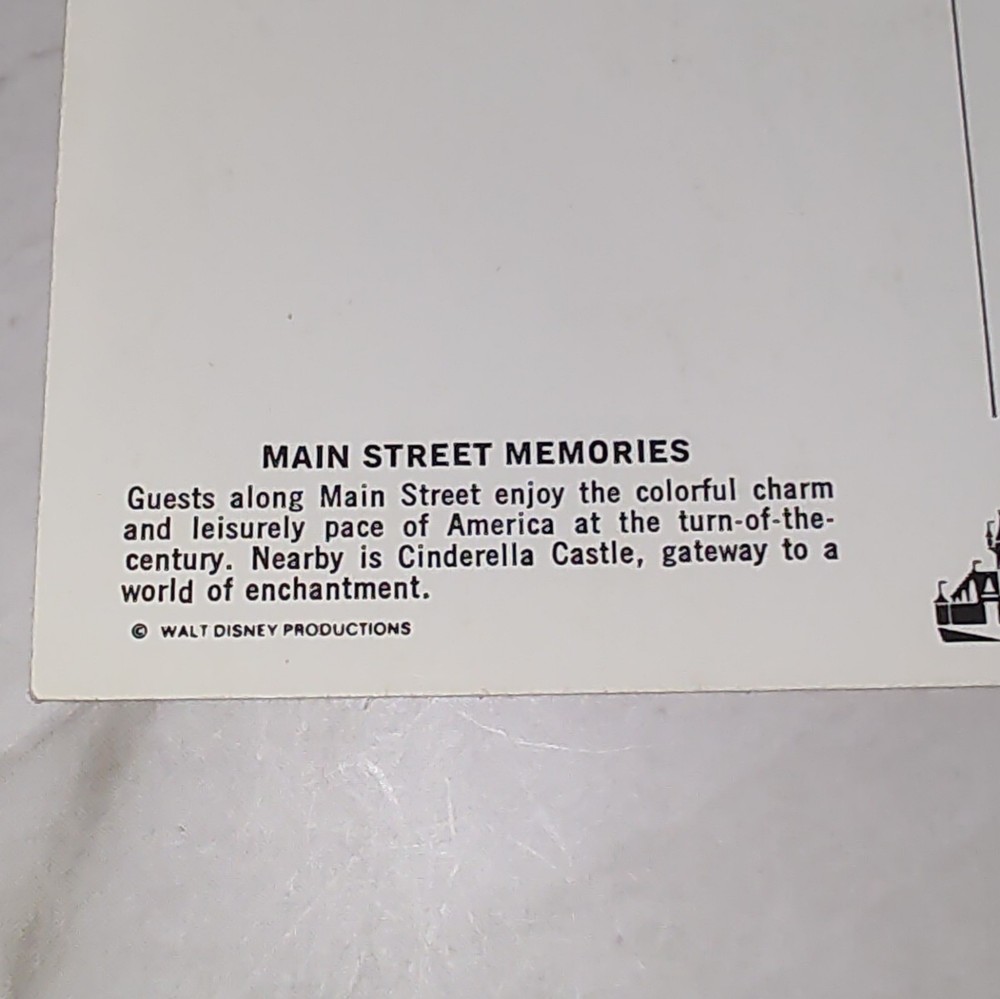 MAIN STREET MEMORIES
Guests along Main Street enjoy the colorful charm
and leisurely pace of America at the turn-of-the-
century. Nearby is Cinderella Castle, gateway to a
world of enchantment.
© WALT DISNEY PRODUCTIONS